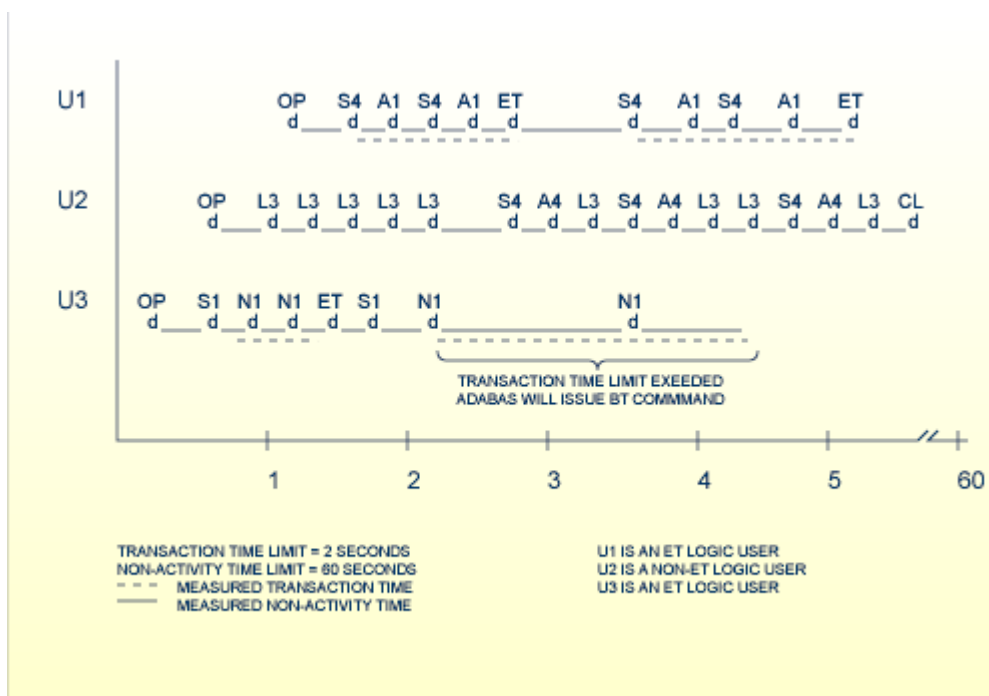 U1
OP S4 A1 S4 A1 ET S4 A1 S4 A1 ET
d d d d d d d d d d d
U2
OP L3 L3 L3 L3 L3 S4 A4 L3 S4 A4 L3 L3 S4 A4 L3 CL
d d d d d d d d d d d d d d d d d
U3
OP S1 N1 N1 ET S1 N1 N1
d d d d d d d d
TRANSACTION TIME LIMIT EXEEDED
ADABAS WILL ISSUE BT COMMMAND
1 2 3 4 5 60
TRANSACTION TIME LIMIT = 2 SECONDS
NON-ACTIVITY TIME LIMIT = 60 SECONDS
MEASURED TRANSACTION TIME
MEASURED NON-ACTIVITY TIME
U1 IS AN ET LOGIC USER
U2 IS A NON-ET LOGIC USER
U3 IS AN ET LOGIC USER